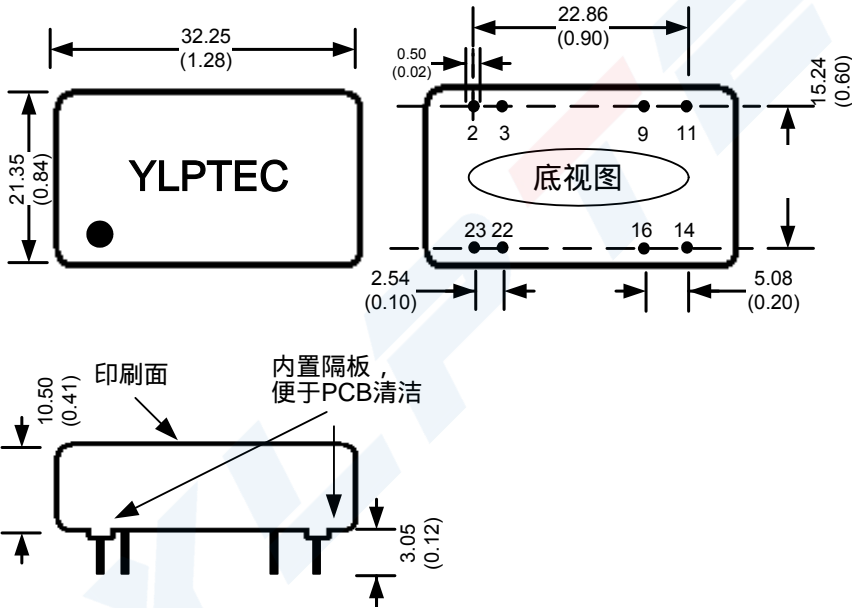 32.25
(1.28)
21.35
(0.84)
YLPTEC
22.86
(0.90)
0.50
(0.02)
15.24
(0.60)
2 3 9 11
底视图
23 22 16 14
2.54
(0.10)
5.08
(0.20)
10.50
(0.41)
印刷面
内置隔板，
便于PCB清洁
3.05
(0.12)